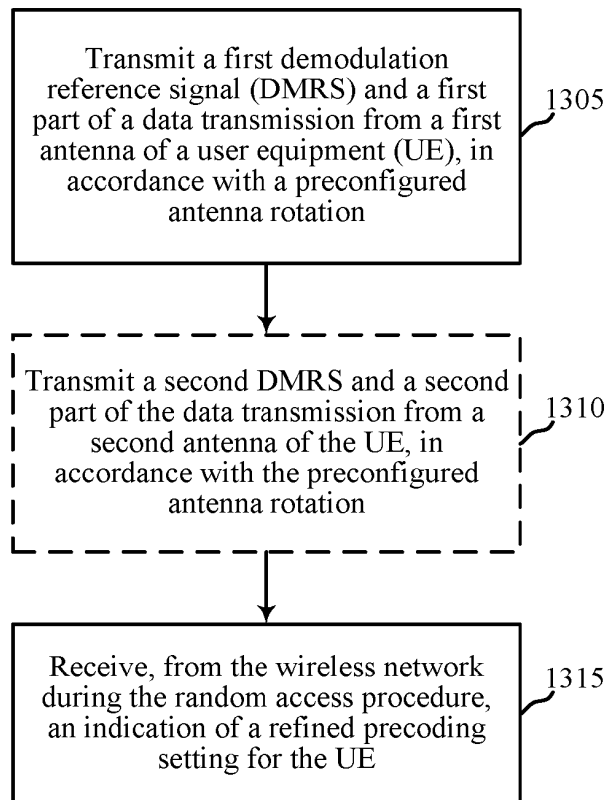 Transmit a first demodulation
reference signal (DMRS) and a first
part of a data transmission from a first
antenna of a user equipment (UE), in
accordance with a preconfigured
antenna rotation
1305
Transmit a second DMRS and a second
part of the data transmission from a
second antenna of the UE, in
accordance with the preconfigured
antenna rotation
1310
Receive, from the wireless network
during the random access procedure,
an indication of a refined precoding
setting for the UE
1315